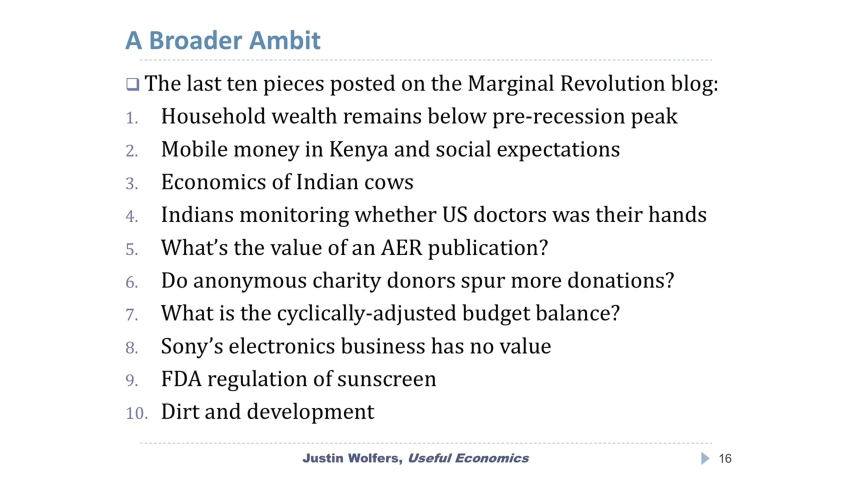 A Broader Ambit
❑ The last ten pieces posted on the Marginal Revolution blog:
1. Household wealth remains below pre-recession peak
2. Mobile money in Kenya and social expectations
3. Economics of Indian cows
4. Indians monitoring whether US doctors was their hands
5. What’s the value of an AER publication?
6. Do anonymous charity donors spur more donations?
7. What is the cyclically-adjusted budget balance?
8. Sony’s electronics business has no value
9. FDA regulation of sunscreen
10. Dirt and development
Justin Wolfers, Useful Economics
16